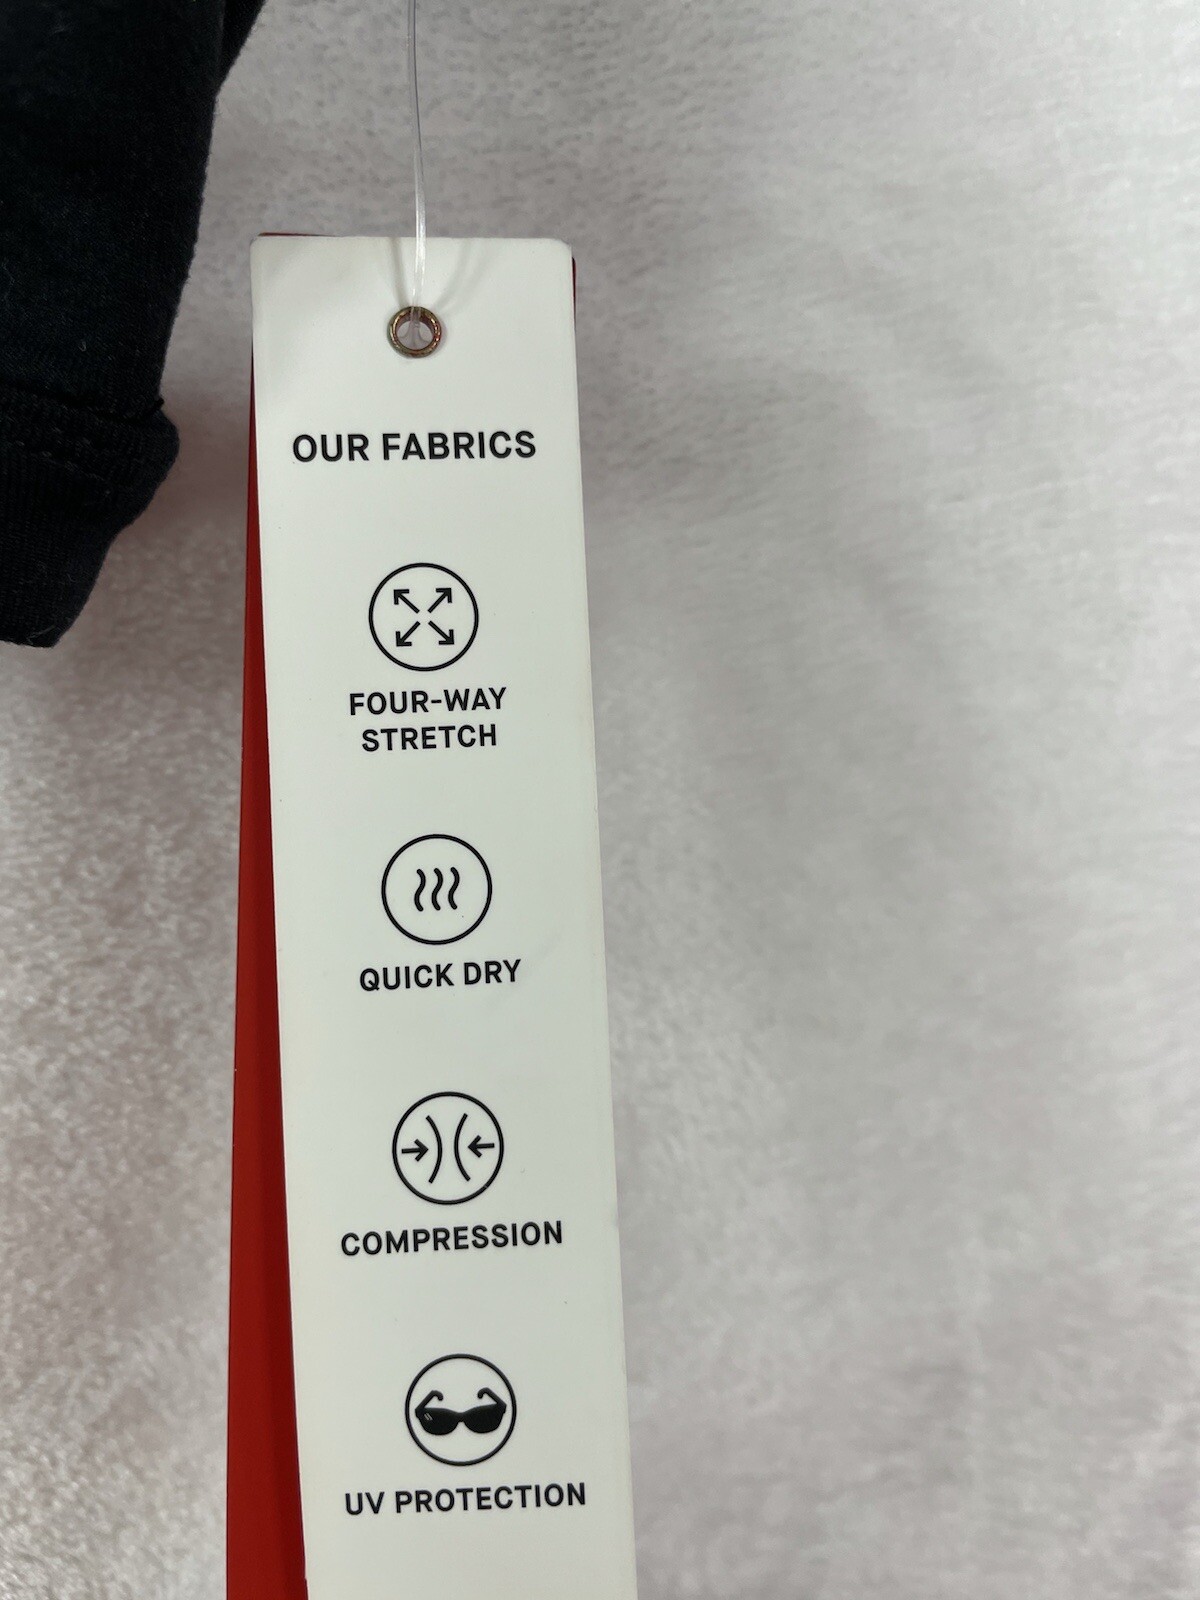 OUR FABRICS
FOUR-WAY
STRETCH
QUICK DRY
COMPRESSION
UV PROTECTION